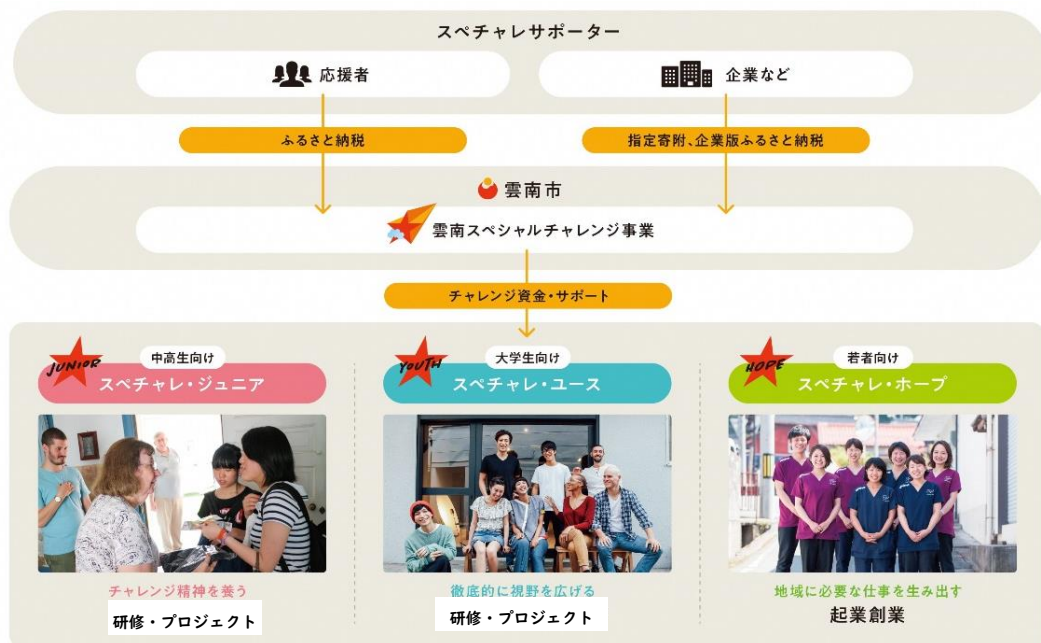 スペチャレサポーター
応援者
企業など
ふるさと納税
指定寄附、企業版ふるさと納税
雲南市
雲南スペシャルチャレンジ事業
チャレンジ資金・サポート
JUNIOR
中高生向け
スペチャレ・ジュニア
チャレンジ精神を養う
研修・プロジェクト
YOUTH
大学生向け
スペチャレ・ユース
徹底的に視野を広げる
研修・プロジェクト
HOPE
若者向け
スペチャレ・ホープ
地域に必要な仕事を生み出す
起業創業